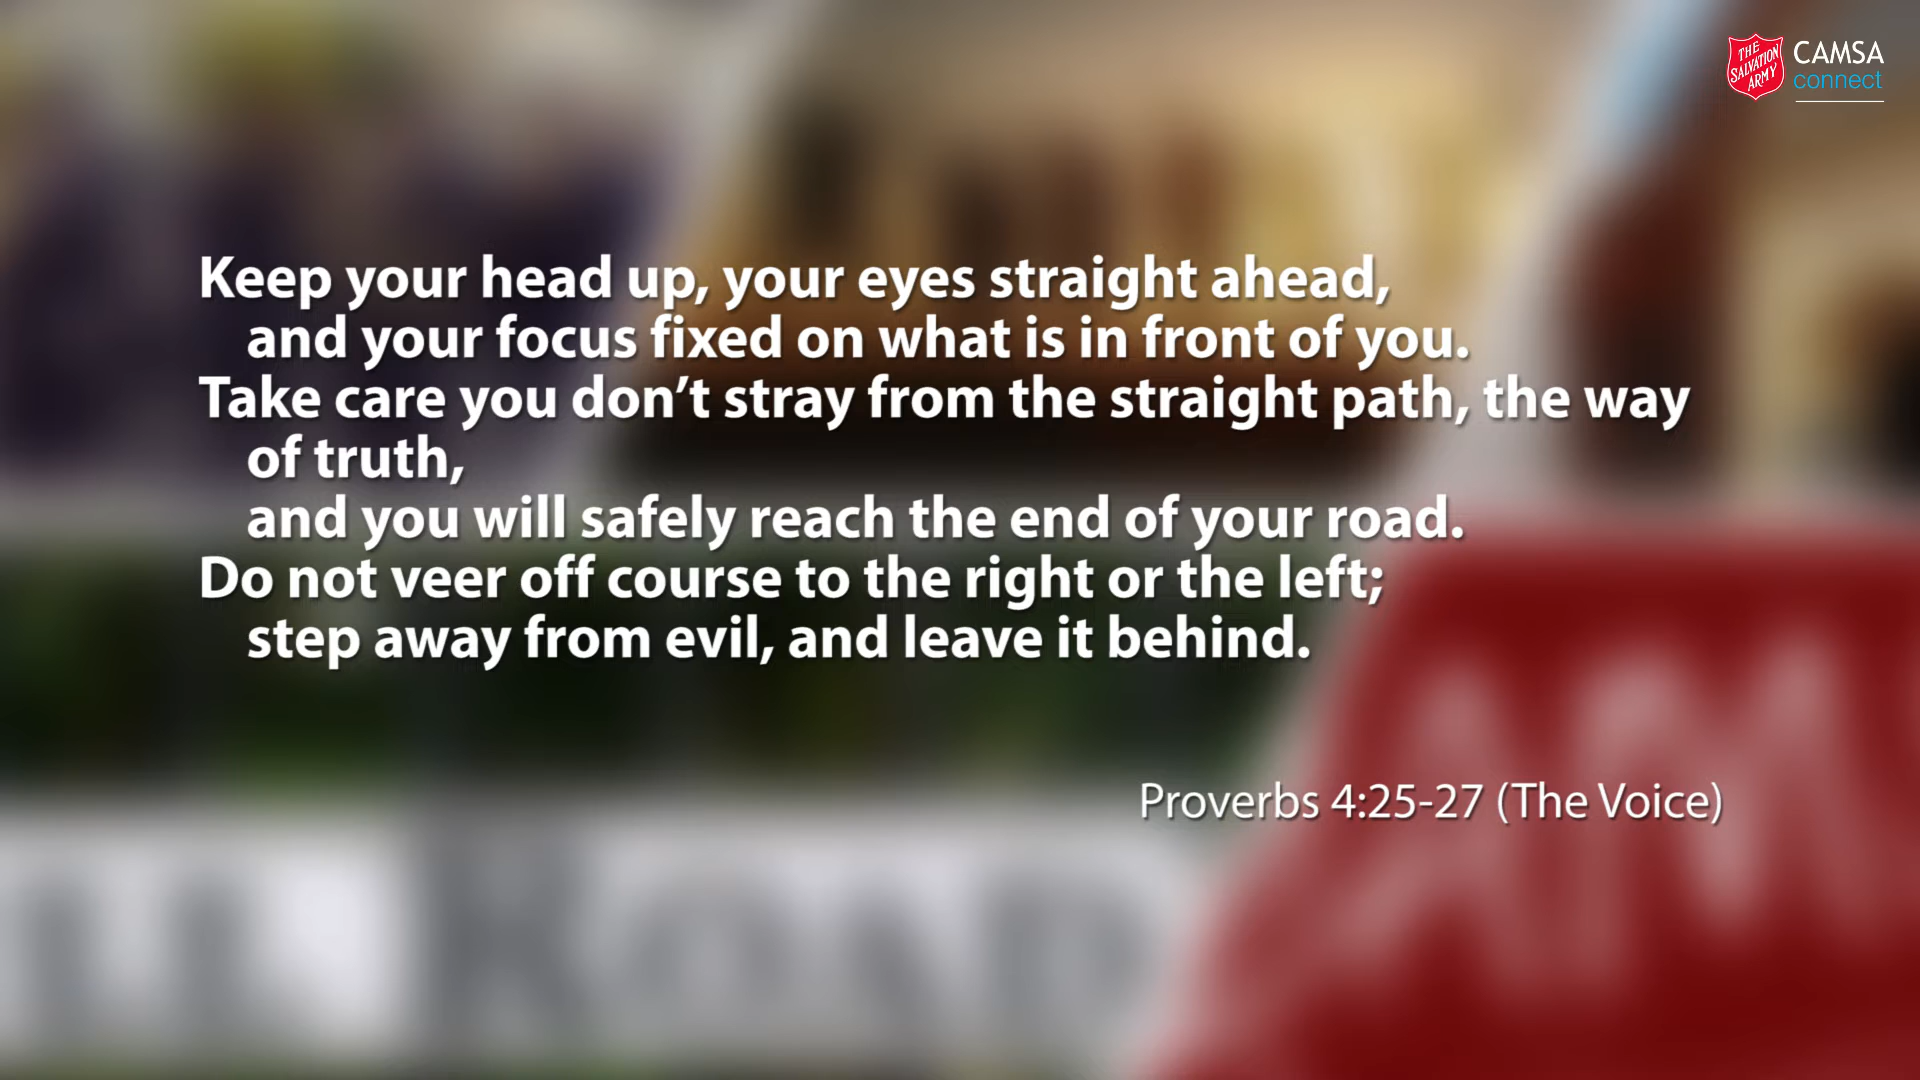 THE
SALVATION
ARMY
CAMSA
connect
Keep your head up, your eyes straight ahead,
and your focus fixed on what is in front of you.
Take care you don’t stray from the straight path, the way
of truth,
and you will safely reach the end of your road.
Do not veer off course to the right or the left;
step away from evil, and leave it behind.
Proverbs 4:25-27 (The Voice)